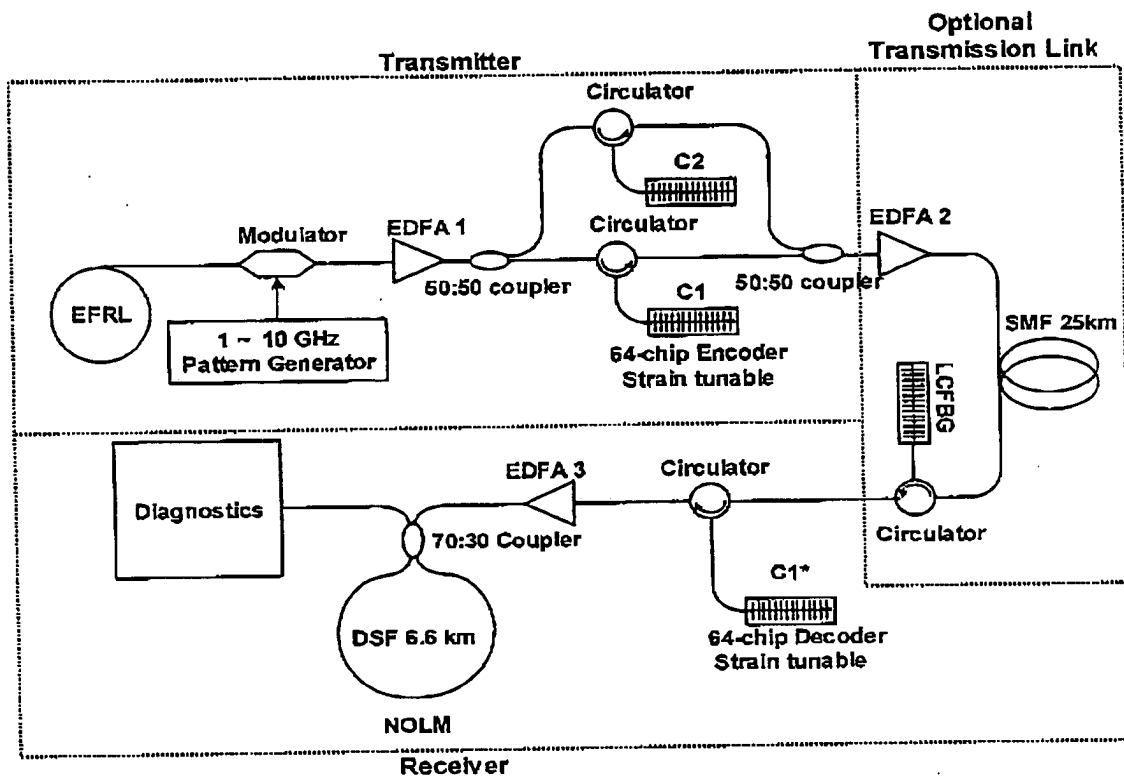 Optional
Transmission Link
Transmitter
Circulator
C2
EDFA 1
EDFA 2
Modulator
Circulator
50:50 coupler
50:50 coupler
EFRL
C1
1 ~ 10 GHz
Pattern Generator
64-chip Encoder
Strain tunable
SMF 25km
LCFBG
EDFA 3
Circulator
Diagnostics
70:30 Coupler
Circulator
C1*
DSF 6.6 km
64-chip Decoder
Strain tunable
NOLM
Receiver